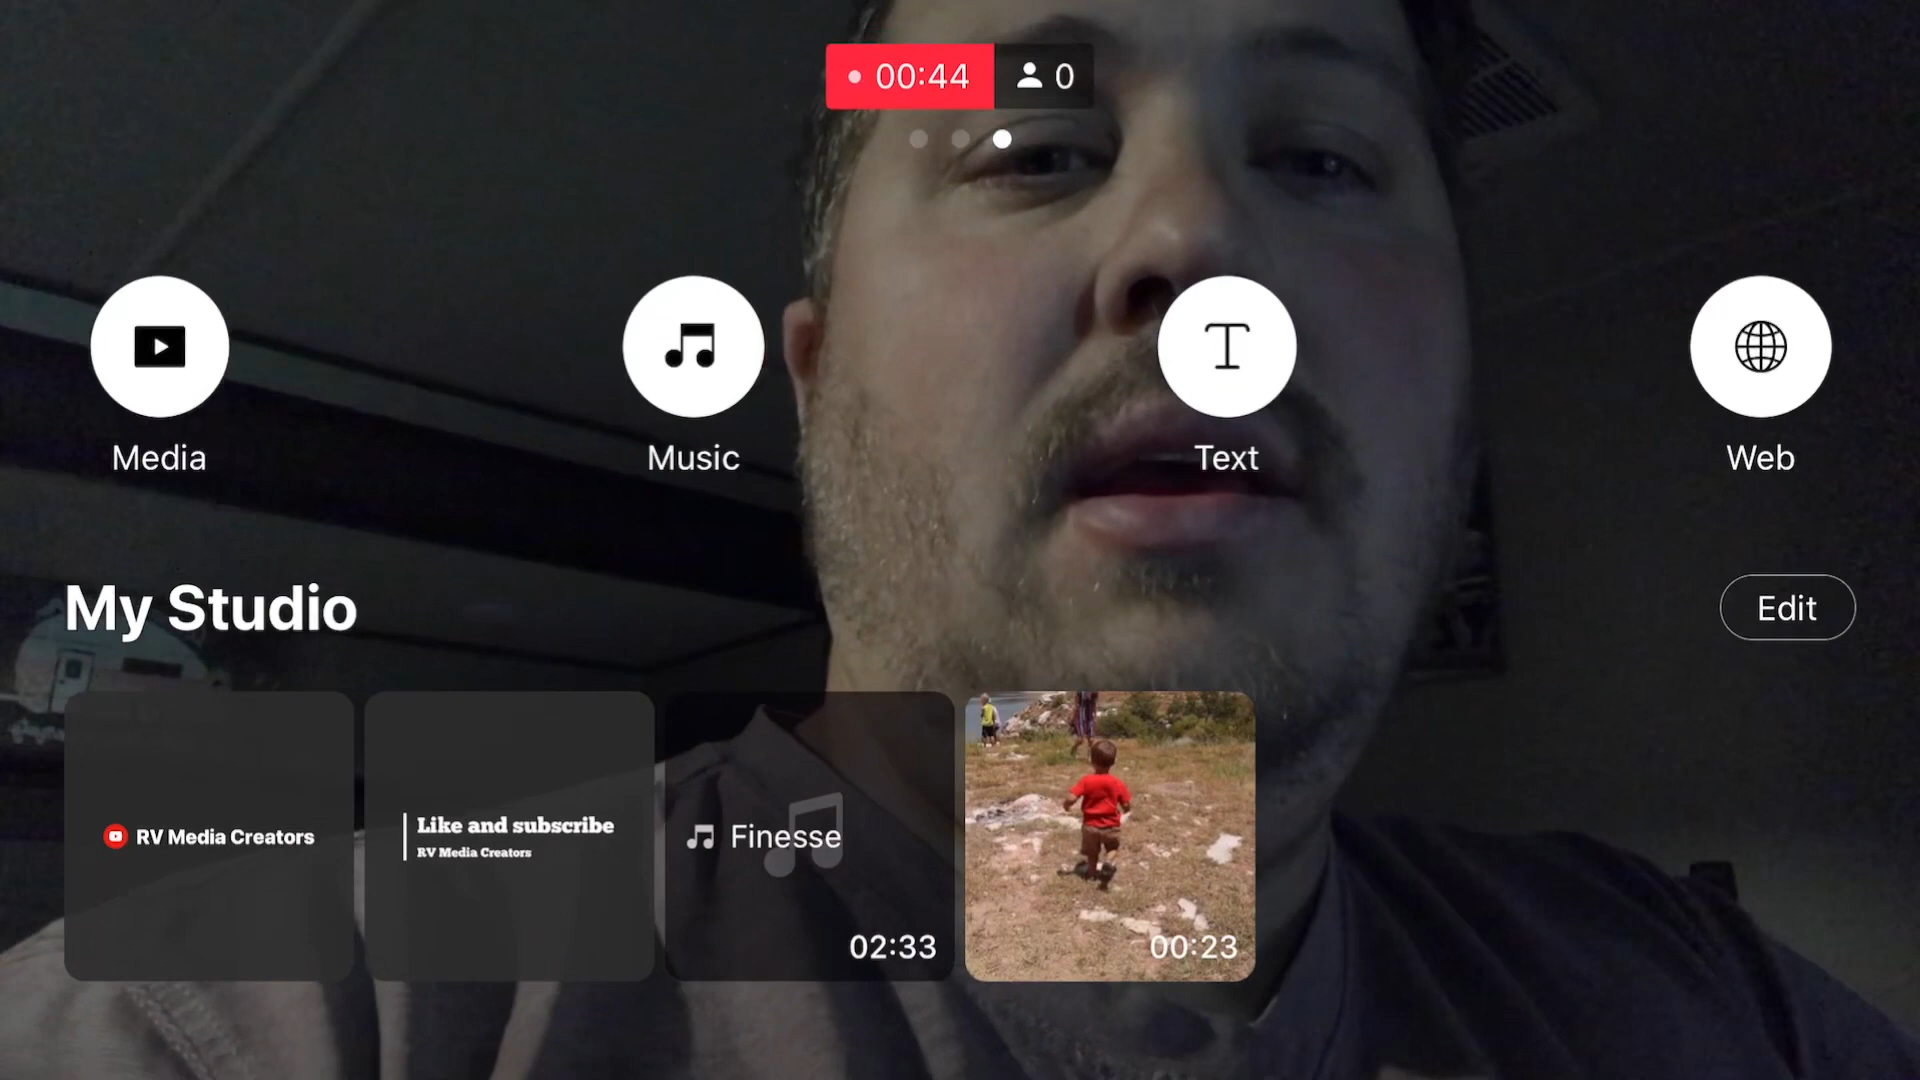 00:44 0
Media
Music
Text
Web
My Studio
Edit
RV Media Creators
Like and subscribe
RV Media Creators
Finesse
02:33
00:23